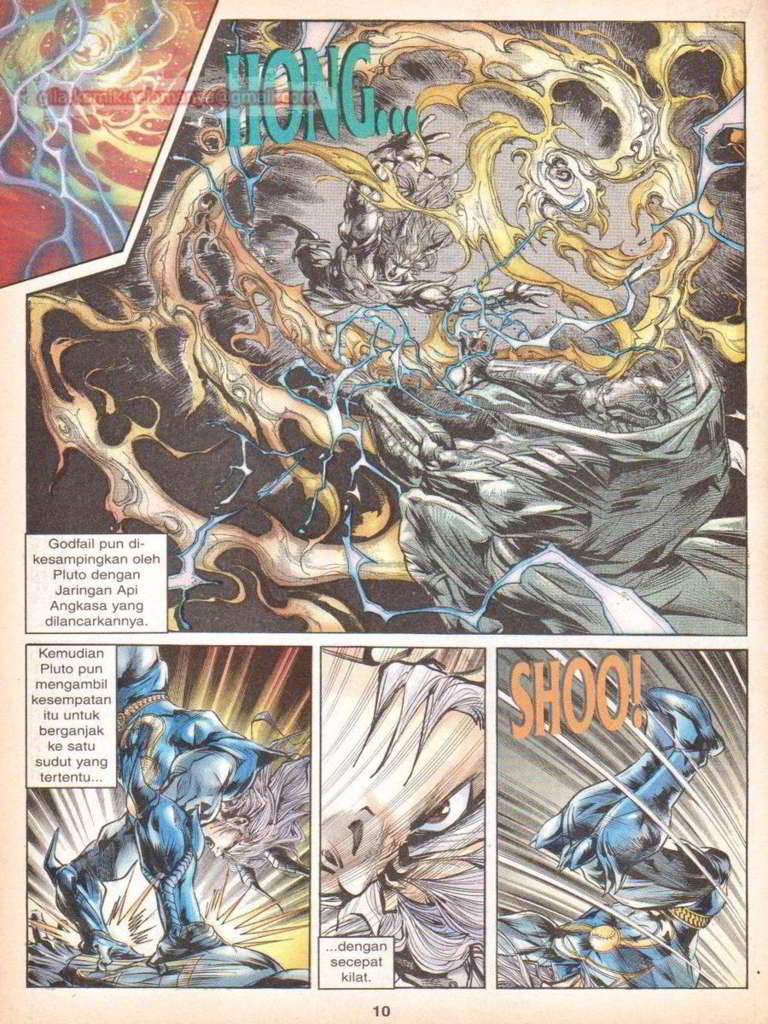 HONG...
Godfail pun di-
kesampingkan oleh
Pluto dengan
Jaringan Api
Angkasa yang
dilancarkannya.
Kemudian
Pluto pun
mengambil
kesempatan
itu untuk
berganjak
ke satu
sudut yang
tertentu...
...dengan
secepat
kilat.
SHOO!
10